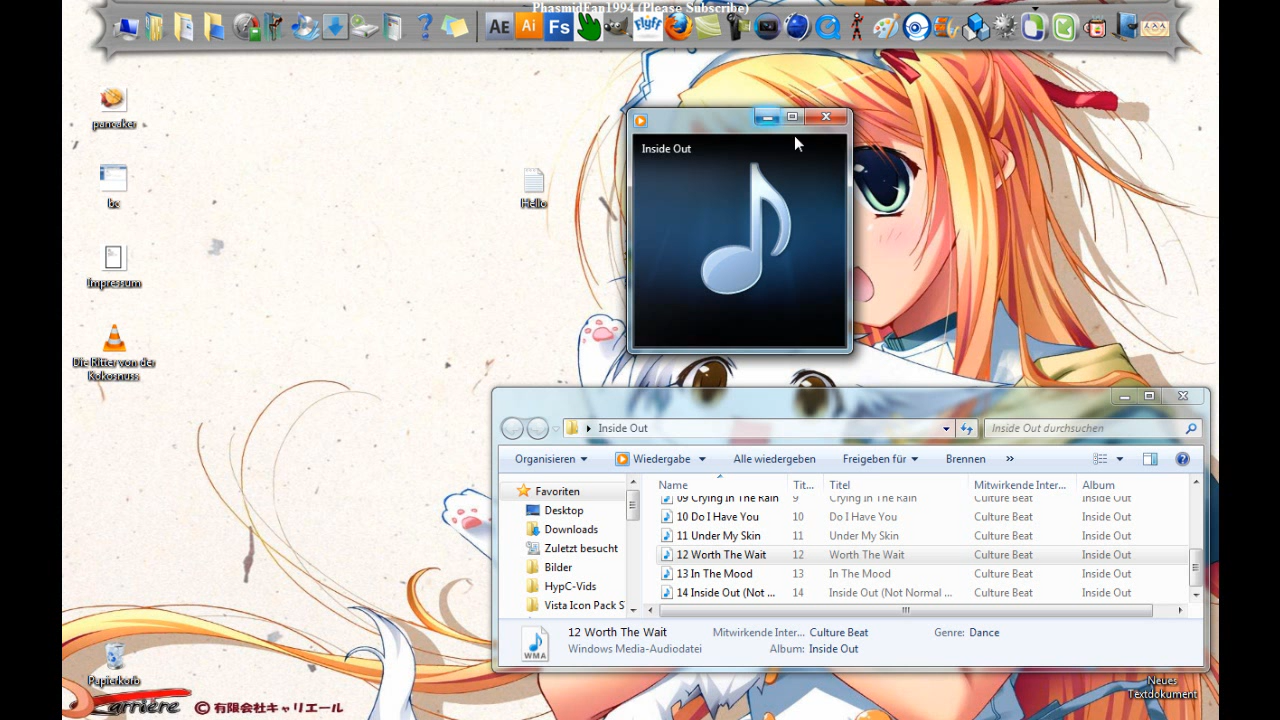 PhasmidFan1994 (Please Subscribe)
AE
Ai
Fs
Flyff
pancaker
bc
Impressum
Die Ritter von der
Kokosnuss
Hello
Inside Out
Inside Out
Inside Out durchsuchen
Organisieren
Wiedergabe
Alle wiedergeben
Freigeben für
Brennen
»
Favoriten
Desktop
Downloads
Zuletzt besucht
Bilder
HypC-Vids
Vista Icon Pack S
Name Tit... Titel Mitwirkende Inter... Album
09 Crying In The Rain 9 Crying In The Rain Culture Beat Inside Out
10 Do I Have You 10 Do I Have You Culture Beat Inside Out
11 Under My Skin 11 Under My Skin Culture Beat Inside Out
12 Worth The Wait 12 Worth The Wait Culture Beat Inside Out
13 In The Mood 13 In The Mood Culture Beat Inside Out
14 Inside Out (Not ... 14 Inside Out (Not Normal ... Culture Beat Inside Out
WMA
12 Worth The Wait Mitwirkende Inter... Culture Beat Genre: Dance
Windows Media-Audiodatei Album: Inside Out
Papierkorb
Neues
Textdokument
Carrière © 有限会社キャリエール